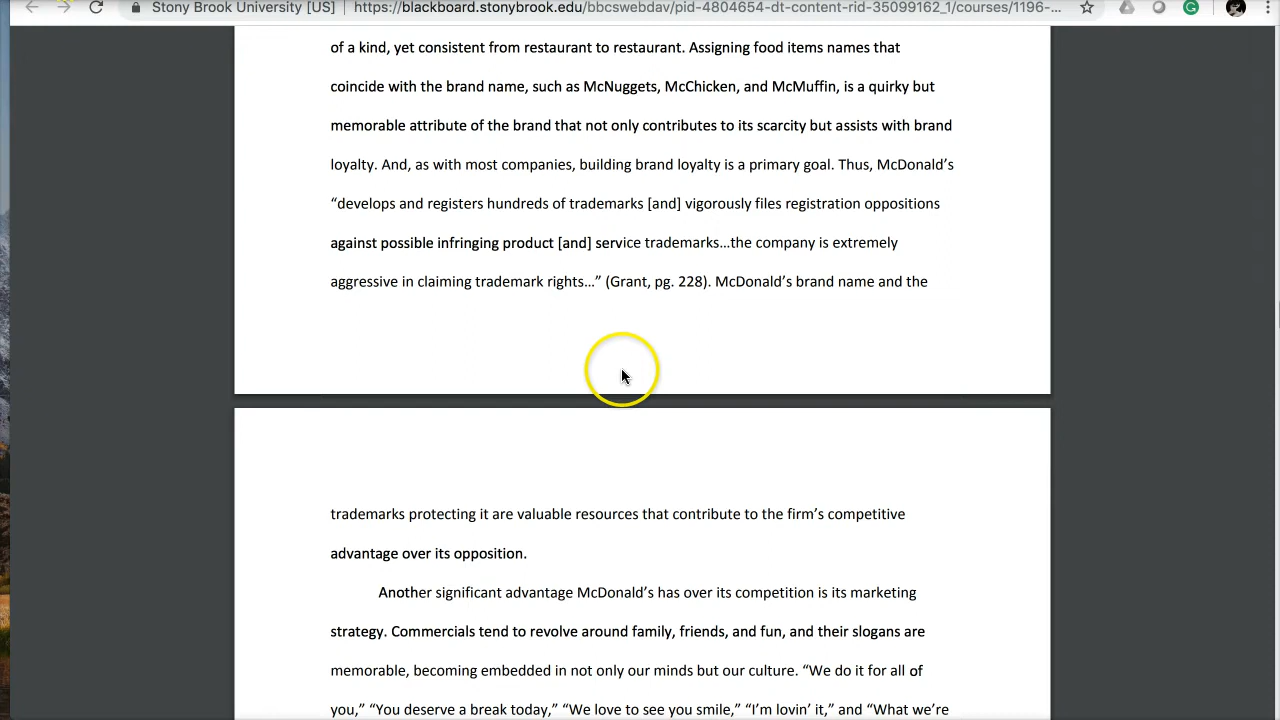 Stony Brook University [US] https://blackboard.stonybrook.edu/bbcswebdav/pid-4804654-dt-content-rid-35099162_1/courses/1196-...
of a kind, yet consistent from restaurant to restaurant. Assigning food items names that
coincide with the brand name, such as McNuggets, McChicken, and McMuffin, is a quirky but
memorable attribute of the brand that not only contributes to its scarcity but assists with brand
loyalty. And, as with most companies, building brand loyalty is a primary goal. Thus, McDonald’s
“develops and registers hundreds of trademarks [and] vigorously files registration oppositions
against possible infringing product [and] service trademarks…the company is extremely
aggressive in claiming trademark rights…” (Grant, pg. 228). McDonald’s brand name and the
trademarks protecting it are valuable resources that contribute to the firm’s competitive
advantage over its opposition.
Another significant advantage McDonald’s has over its competition is its marketing
strategy. Commercials tend to revolve around family, friends, and fun, and their slogans are
memorable, becoming embedded in not only our minds but our culture. “We do it for all of
you,” “You deserve a break today,” “We love to see you smile,” “I’m lovin’ it,” and “What we’re